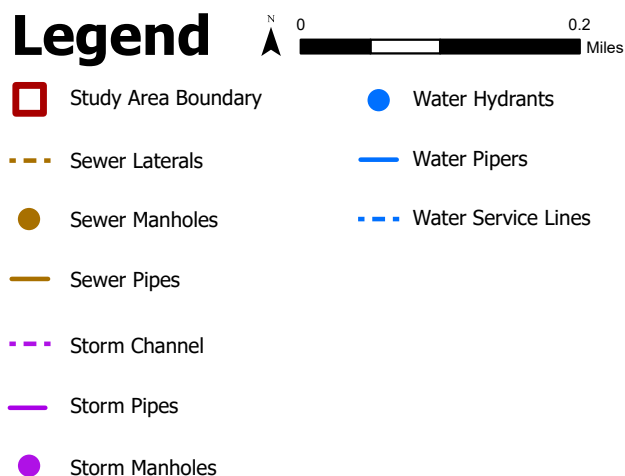 Legend
N
0 0.2
Miles
Study Area Boundary
Sewer Laterals
Sewer Manholes
Sewer Pipes
Storm Channel
Storm Pipes
Storm Manholes
Water Hydrants
Water Pipers
Water Service Lines